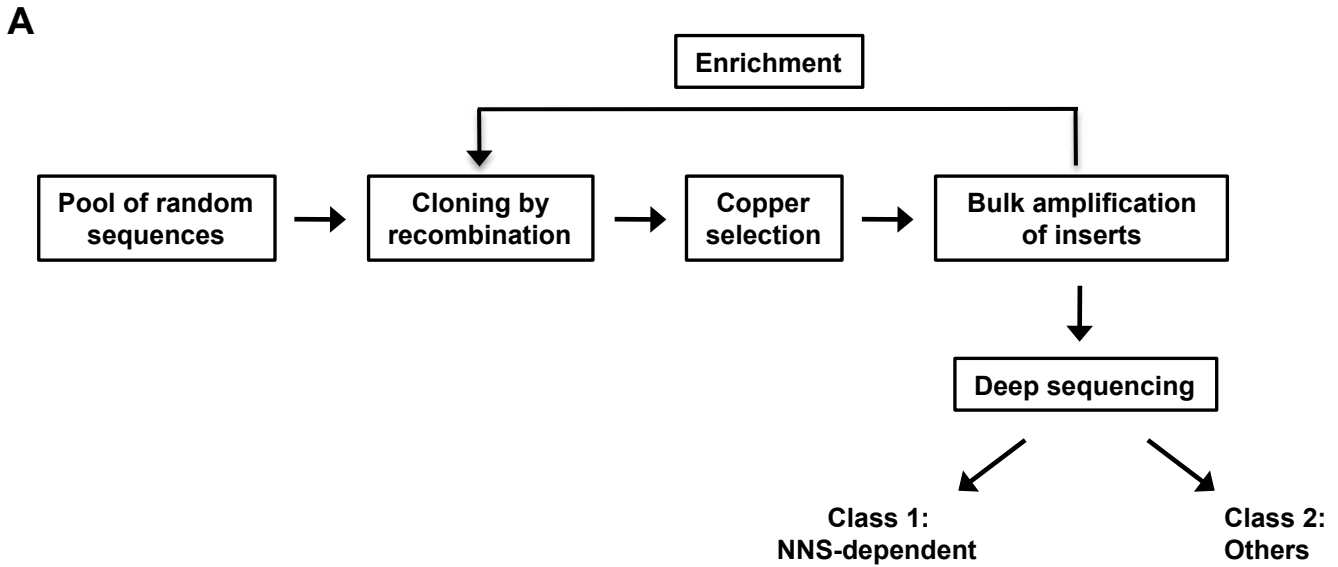 A
Enrichment
Pool of random
sequences
Cloning by
recombination
Copper
selection
Bulk amplification
of inserts
Deep sequencing
Class 1:
NNS-dependent
Class 2:
Others